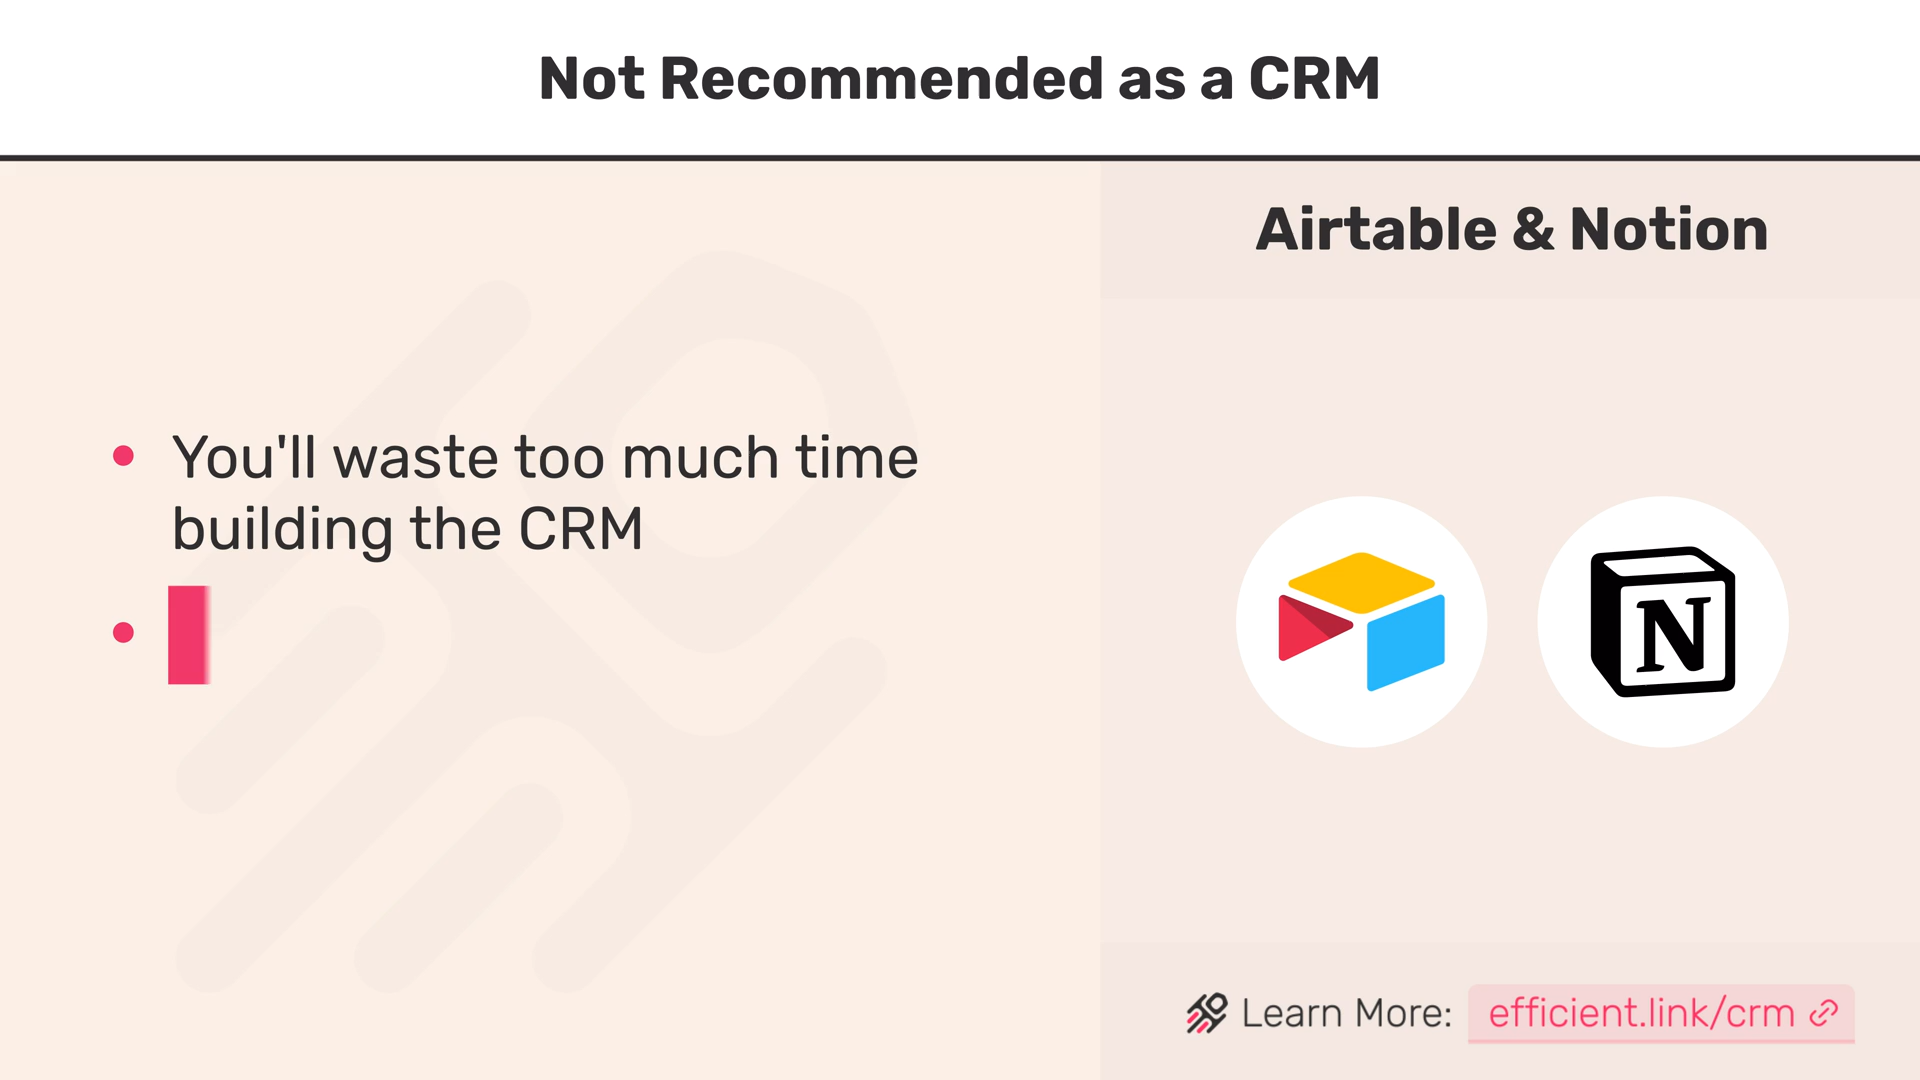 Not Recommended as a CRM
Airtable & Notion
• You'll waste too much time
building the CRM
•
N
Learn More: efficient.link/crm